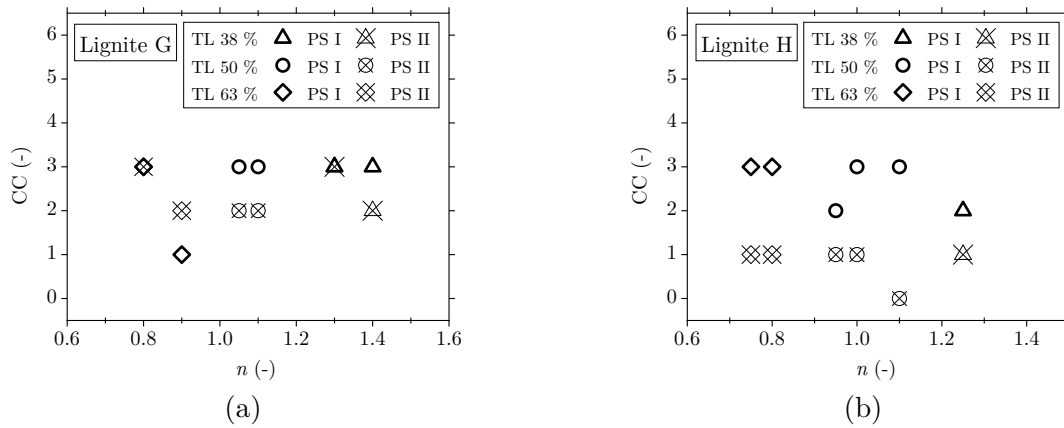 Lignite G
TL 38 % PS I PS II
TL 50 % PS I PS II
TL 63 % PS I PS II
6
5
4
3
2
1
0
CC (-)
0.6 0.8 1.0 1.2 1.4 1.6
n (-)
(a)
Lignite H
TL 38 % PS I PS II
TL 50 % PS I PS II
TL 63 % PS I PS II
6
5
4
3
2
1
0
CC (-)
0.6 0.8 1.0 1.2 1.4
n (-)
(b)